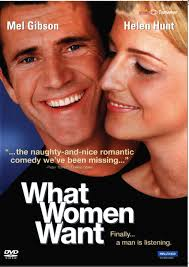 Mel Gibson
Helen Hunt
"...the naughty-and-nice romantic
comedy we've been missing..."
What
Women
Want
Finally...
a man is listening.
DVD